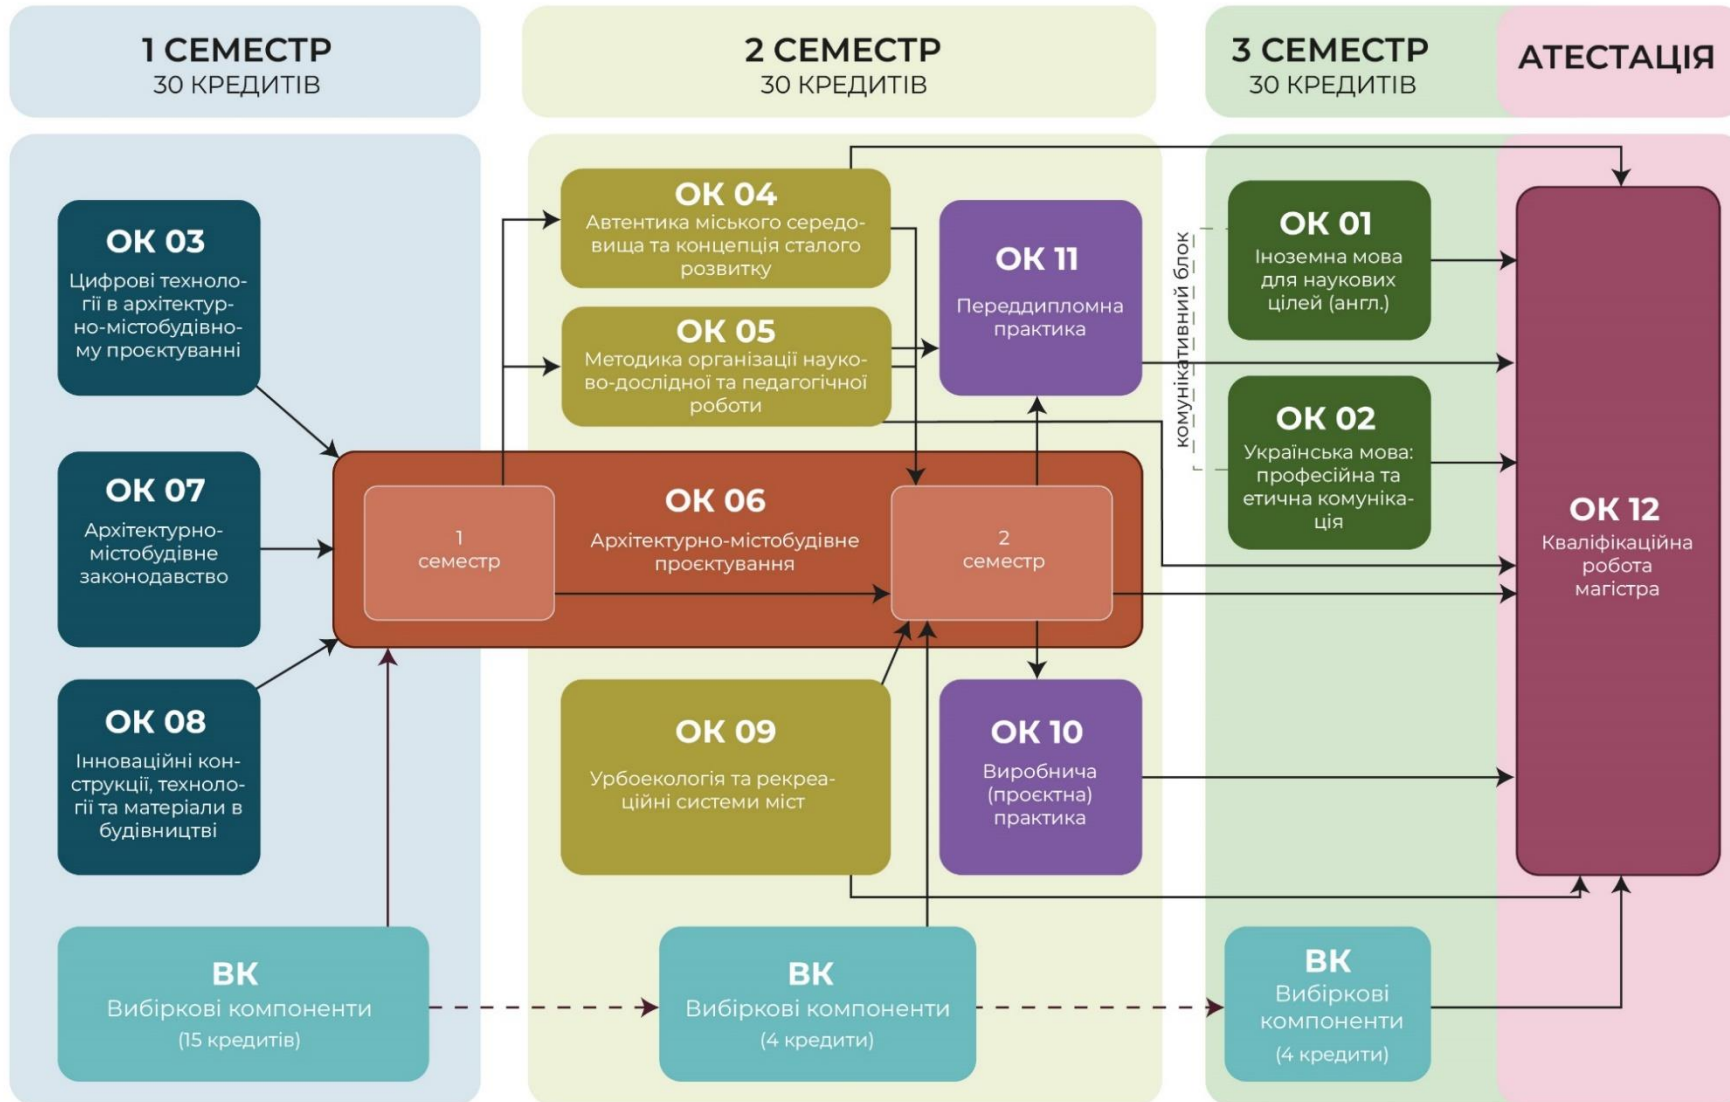 1 СЕМЕСТР
30 КРЕДИТІВ
2 СЕМЕСТР
30 КРЕДИТІВ
3 СЕМЕСТР
30 КРЕДИТІВ
АТЕСТАЦІЯ
ОК 03
Цифрові техноло-
гії в архітектур-
но-містобудівно-
му проєктуванні
ОК 07
Архітектурно-
містобудівне
законодавство
ОК 08
Інноваційні кон-
струкції, техноло-
гії та матеріали в
будівництві
ВК
Вибіркові компоненти
(15 кредитів)
ОК 04
Автентика міського середо-
вища та концепція сталого
розвитку
ОК 05
Методика організації науко-
во-дослідної та педагогічної
роботи
ОК 11
Переддипломна
практика
1
семестр
ОК 06
Архітектурно-містобудівне
проєктування
2
семестр
ОК 09
Урбоекологія та рекреа-
ційні системи міст
ОК 10
Виробнича
(проєктна)
практика
ВК
Вибіркові компоненти
(4 кредити)
комунікативний блок
ОК 01
Іноземна мова
для наукових
цілей (англ.)
ОК 02
Українська мова:
професійна та
етична комуніка-
ція
ВК
Вибіркові
компоненти
(4 кредити)
ОК 12
Кваліфікаційна
робота
магістра